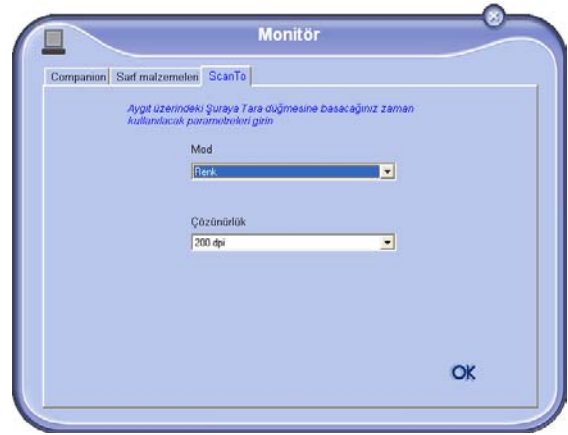 Monitör
Companion Sarf malzemeleri ScanTo
Aygıt üzerindeki Şuraya Tara düğmesine basacağınız zaman
kullanılacak parametreleri girin
Mod
Renk
Çözünürlük
200 dpi
OK